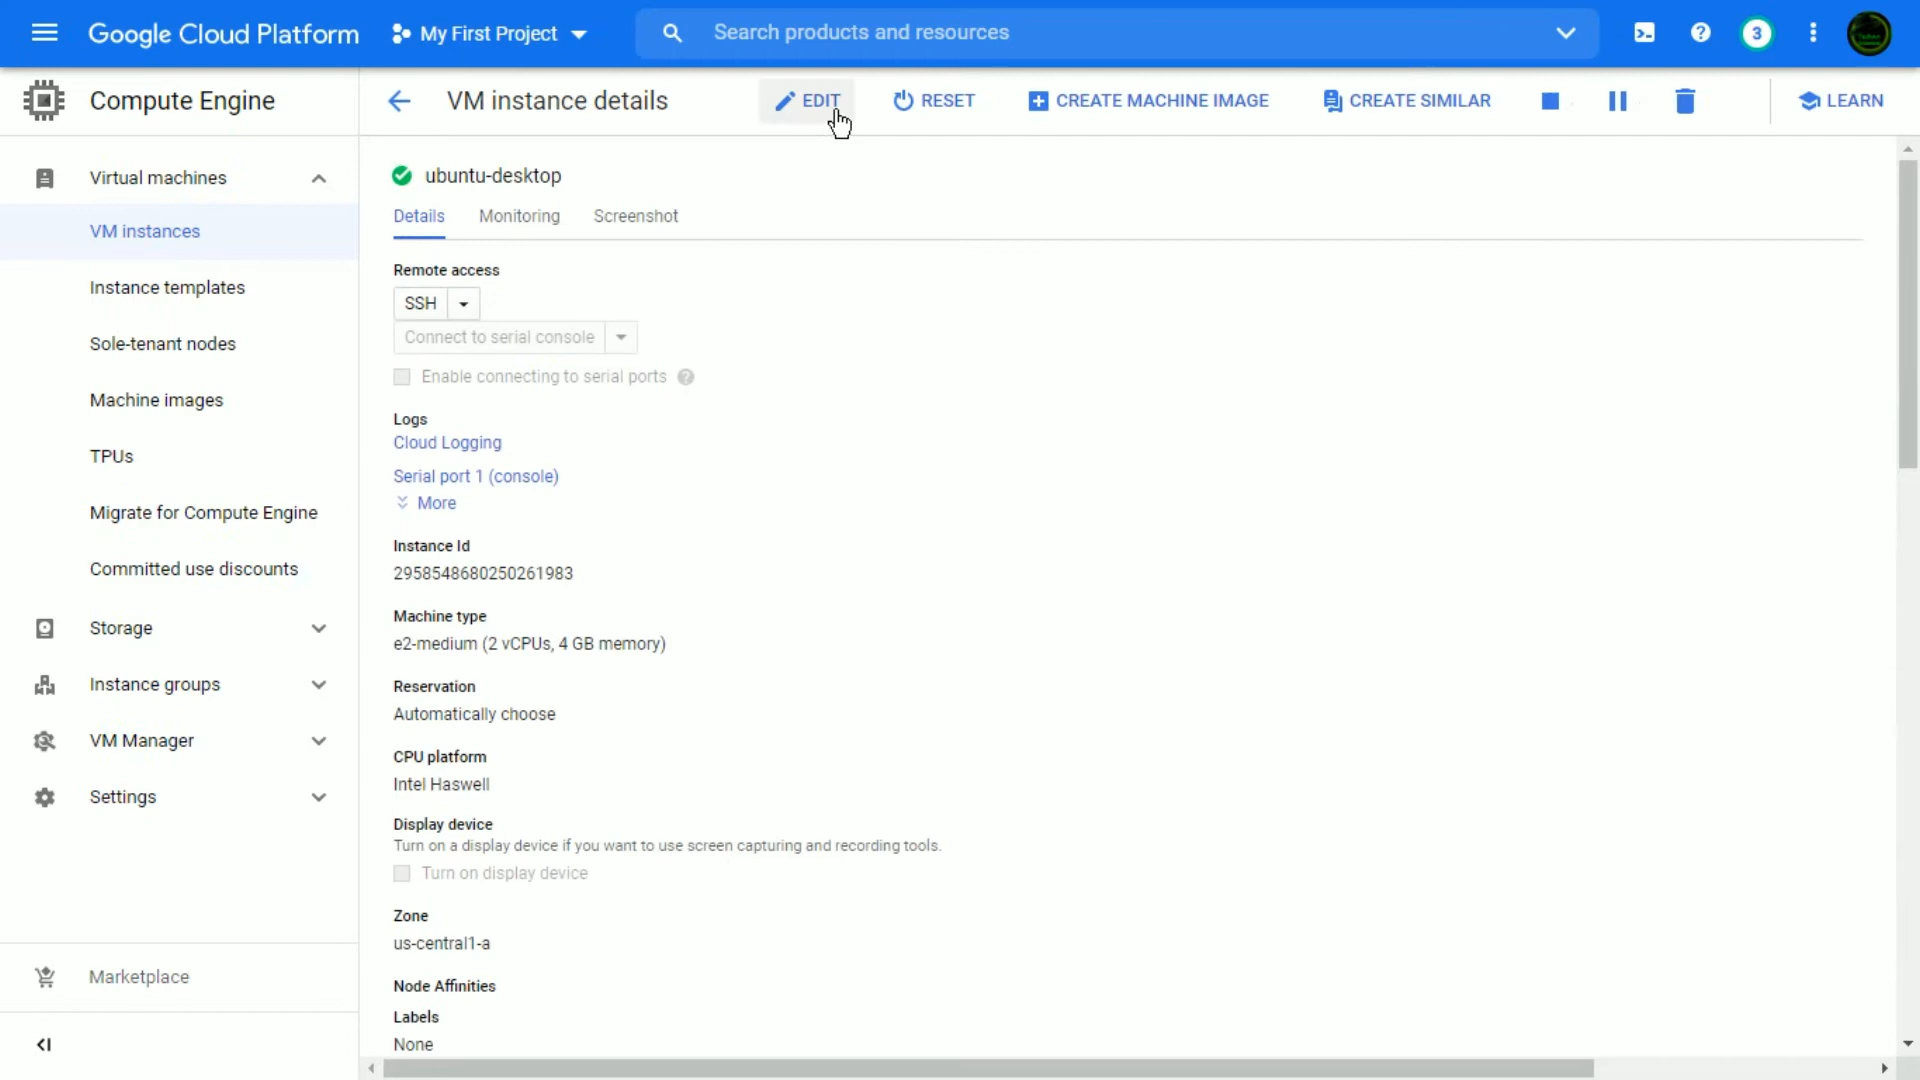 Google Cloud Platform
My First Project
Search products and resources
3
Compute Engine
VM instance details
EDIT
RESET
CREATE MACHINE IMAGE
CREATE SIMILAR
LEARN
Virtual machines
VM instances
Instance templates
Sole-tenant nodes
Machine images
TPUs
Migrate for Compute Engine
Committed use discounts
Storage
Instance groups
VM Manager
Settings
Marketplace
ubuntu-desktop
Details
Monitoring
Screenshot
Remote access
SSH
Connect to serial console
Enable connecting to serial ports
Logs
Cloud Logging
Serial port 1 (console)
More
Instance Id
2958548680250261983
Machine type
e2-medium (2 vCPUs, 4 GB memory)
Reservation
Automatically choose
CPU platform
Intel Haswell
Display device
Turn on a display device if you want to use screen capturing and recording tools.
Turn on display device
Zone
us-central1-a
Node Affinities
Labels
None